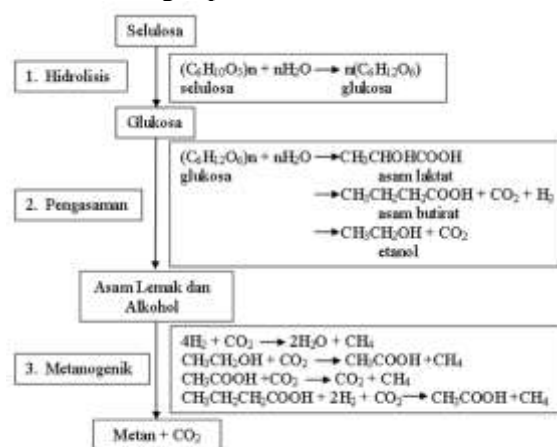 Selulosa
1. Hidrolisis
(C₆H₁₀O₅)n + nH₂O → n(C₆H₁₂O₆)
selulosa glukosa
Glukosa
(C₆H₁₂O₆)n + nH₂O → CH₃CHOHCOOH
glukosa asam laktat
→ CH₃CH₂CH₂COOH + CO₂ + H₂
2. Pengasaman
asam butirat
→ CH₃CH₂OH + CO₂
etanol
Asam Lemak dan
Alkohol
4H₂ + CO₂ → 2H₂O + CH₄
CH₃CH₂OH + CO₂ → CH₃COOH +CH₄
3. Metanogenik
CH₃COOH +CO₂ → CO₂ + CH₄
CH₃CH₂CH₂COOH + 2H₂ + CO₂ → CH₃COOH +CH₄
Metan + CO₂